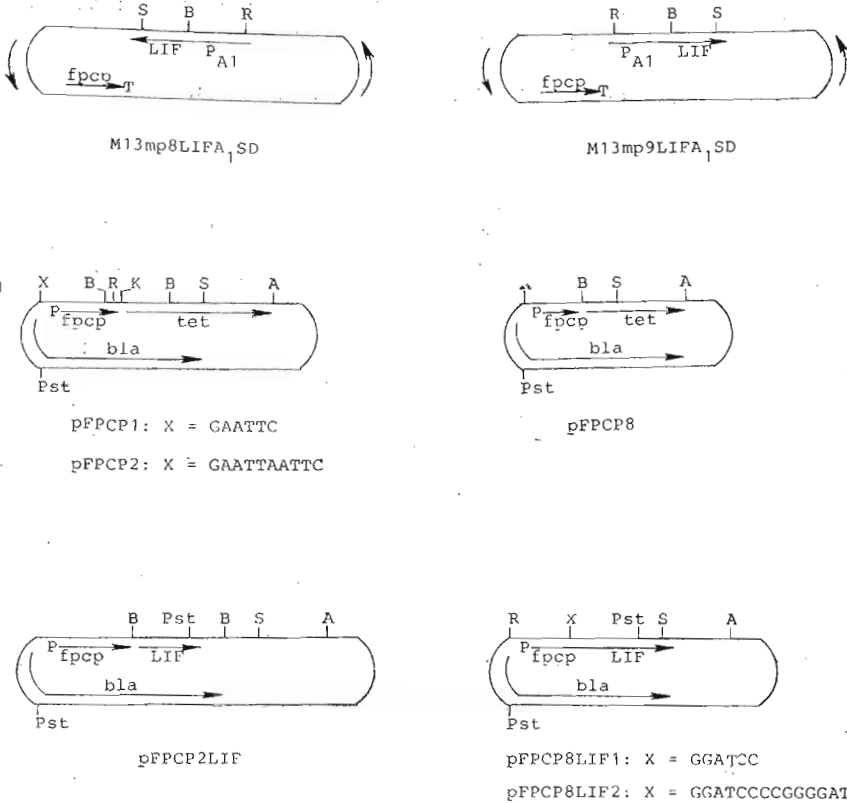 S B R
LIF P A1
fpcp T
M13mp8LIFA1SD
R B S
P A1 LIF
fpcp T
M13mp9LIFA1SD
X B R K B S A
P fpcp tet
bla
Pst
pFPCP1: X = GAATTC
pFPCP2: X = GAATTAATTC
B S A
P fpcp tet
bla
Pst
pFPCP8
B Pst B S A
P fpcp LIF
bla
Pst
pFPCP2LIF
R X Pst S A
P fpcp LIF
bla
Pst
pFPCP8LIF1: X = GGATCC
pFPCP8LIF2: X = GGATCCCCGGGGAT